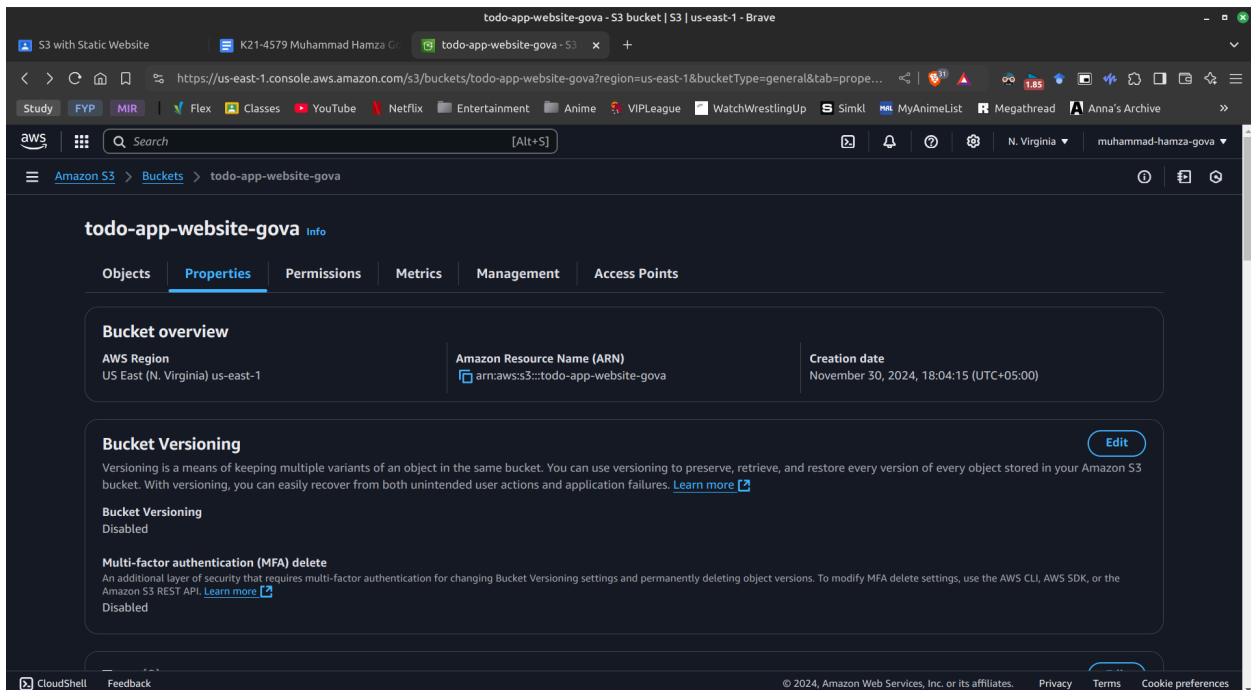 todo-app-website-gova - S3 bucket | S3 | us-east-1 - Brave
S3 with Static Website
K21-4579 Muhammad Hamza Go
todo-app-website-gova - S3
https://us-east-1.console.aws.amazon.com/s3/buckets/todo-app-website-gova?region=us-east-1&bucketType=general&tab=prope...
31
1.85
Study FYP MIR Flex Classes YouTube Netflix Entertainment Anime VIPLeague WatchWrestlingUp Simkl MyAnimeList Megathread Anna's Archive
aws Search [Alt+S] N. Virginia muhammad-hamza-gova
Amazon S3 > Buckets > todo-app-website-gova
todo-app-website-gova Info
Objects Properties Permissions Metrics Management Access Points
Bucket overview
AWS Region
US East (N. Virginia) us-east-1
Amazon Resource Name (ARN)
arn:aws:s3:::todo-app-website-gova
Creation date
November 30, 2024, 18:04:15 (UTC+05:00)
Bucket Versioning
Edit
Versioning is a means of keeping multiple variants of an object in the same bucket. You can use versioning to preserve, retrieve, and restore every version of every object stored in your Amazon S3
bucket. With versioning, you can easily recover from both unintended user actions and application failures. Learn more
Bucket Versioning
Disabled
Multi-factor authentication (MFA) delete
An additional layer of security that requires multi-factor authentication for changing Bucket Versioning settings and permanently deleting object versions. To modify MFA delete settings, use the AWS CLI, AWS SDK, or the
Amazon S3 REST API. Learn more
Disabled
CloudShell Feedback © 2024, Amazon Web Services, Inc. or its affiliates. Privacy Terms Cookie preferences